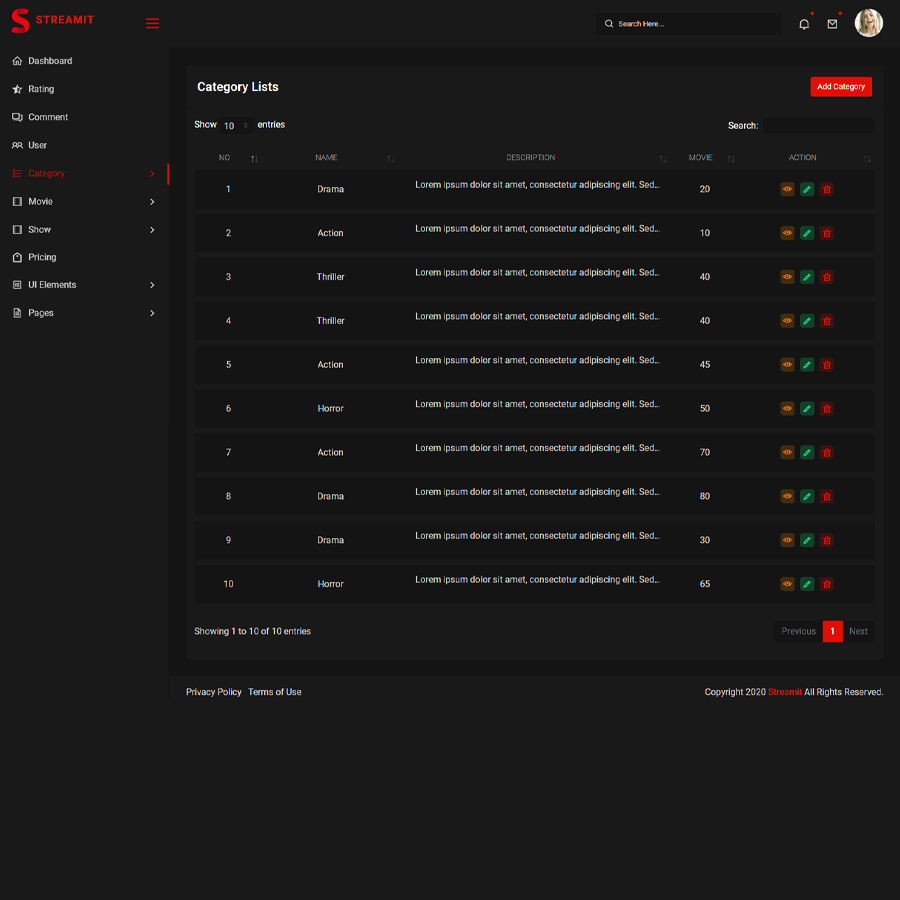 STREAMIT
Search Here...
Dashboard
Rating
Comment
User
Category
Movie
Show
Pricing
UI Elements
Pages
Category Lists
Add Category
Show 10 entries
Search:
NO NAME DESCRIPTION MOVIE ACTION
1 Drama Lorem ipsum dolor sit amet, consectetur adipiscing elit. Sed... 20
2 Action Lorem ipsum dolor sit amet, consectetur adipiscing elit. Sed... 10
3 Thriller Lorem ipsum dolor sit amet, consectetur adipiscing elit. Sed... 40
4 Thriller Lorem ipsum dolor sit amet, consectetur adipiscing elit. Sed... 40
5 Action Lorem ipsum dolor sit amet, consectetur adipiscing elit. Sed... 45
6 Horror Lorem ipsum dolor sit amet, consectetur adipiscing elit. Sed... 50
7 Action Lorem ipsum dolor sit amet, consectetur adipiscing elit. Sed... 70
8 Drama Lorem ipsum dolor sit amet, consectetur adipiscing elit. Sed... 80
9 Drama Lorem ipsum dolor sit amet, consectetur adipiscing elit. Sed... 30
10 Horror Lorem ipsum dolor sit amet, consectetur adipiscing elit. Sed... 65
Showing 1 to 10 of 10 entries
Previous 1 Next
Privacy Policy Terms of Use
Copyright 2020 Streamit All Rights Reserved.